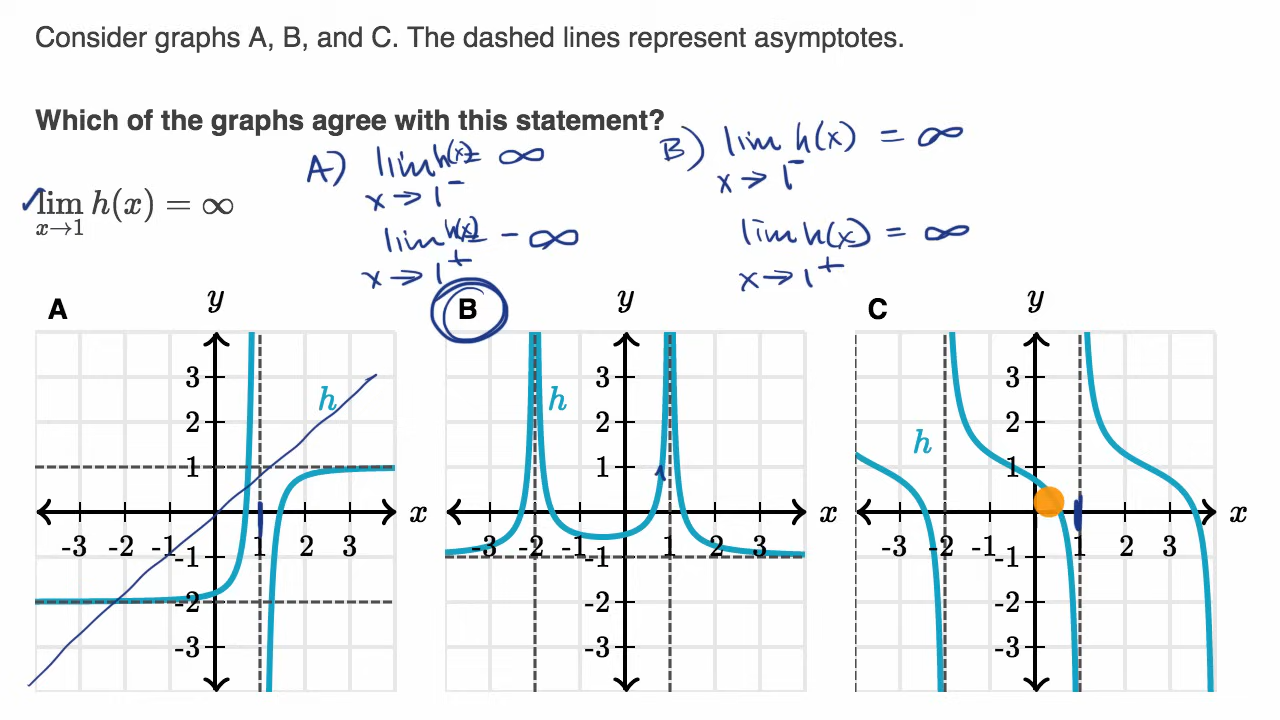 Consider graphs A, B, and C. The dashed lines represent asymptotes.
Which of the graphs agree with this statement?
lim h(x) = ∞
x→1
A) lim h(x) = ∞
x → 1⁻
lim h(x) = - ∞
x → 1⁺
B) lim h(x) = ∞
x → 1⁻
lim h(x) = ∞
x → 1⁺
A
y
3
2
1
h
x
-3 -2 -1 1 2 3
-1
-2
-3
B
y
3
2
1
h
x
-3 -2 -1 1 2 3
-1
-2
-3
C
y
3
2
1
h
x
-3 -2 -1 1 2 3
-1
-2
-3